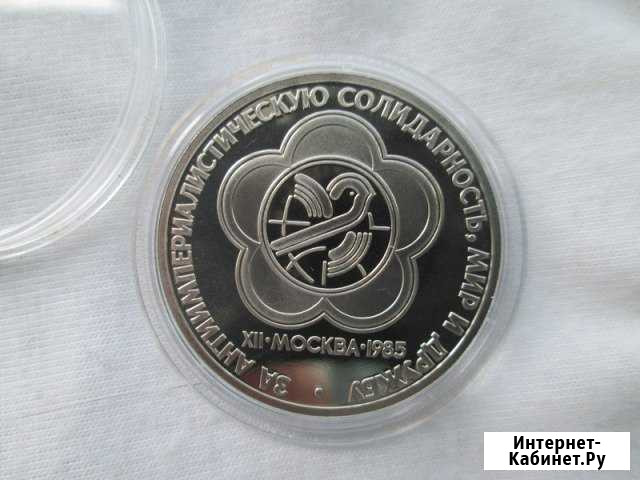 ЗА АНТИИМПЕРИАЛИСТИЧЕСКУЮ СОЛИДАРНОСТЬ, МИР И ДРУЖБУ •
XII•МОСКВА•1985
Интернет-
Кабинет.Ру